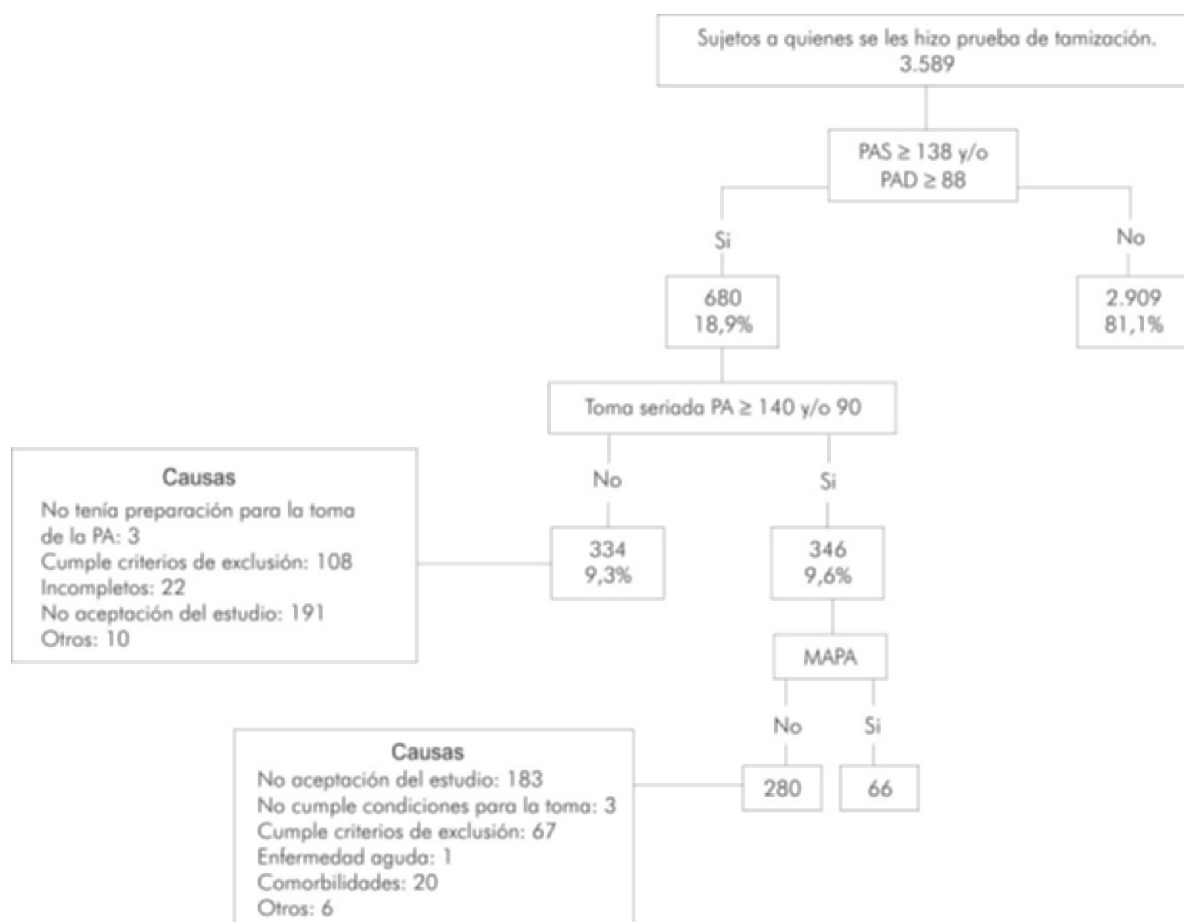 Sujetos a quienes se les hizo prueba de tamización.
3.589
PAS ≥ 138 y/o
PAD ≥ 88
Si
No
680
18,9%
2.909
81,1%
Toma seriada PA ≥ 140 y/o 90
No
Si
Causas
No tenía preparación para la toma
de la PA: 3
Cumple criterios de exclusión: 108
Incompletos: 22
No aceptación del estudio: 191
Otros: 10
334
9,3%
346
9,6%
MAPA
No
Si
Causas
No aceptación del estudio: 183
No cumple condiciones para la toma: 3
Cumple criterios de exclusión: 67
Enfermedad aguda: 1
Comorbilidades: 20
Otros: 6
280
66